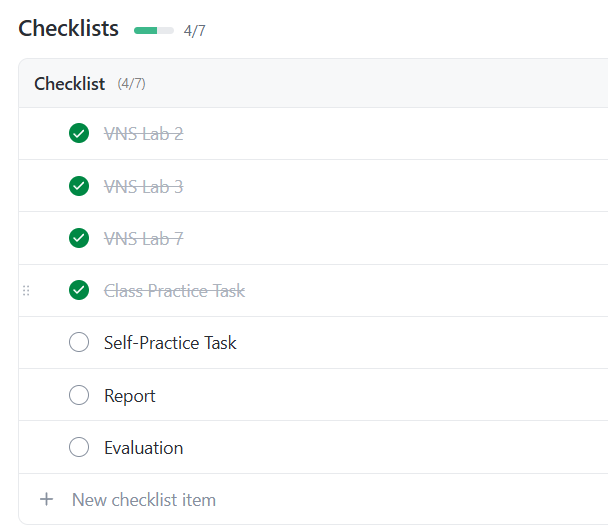 Checklists 4/7
Checklist (4/7)
VNS Lab 2
VNS Lab 3
VNS Lab 7
Class Practice Task
Self-Practice Task
Report
Evaluation
+ New checklist item